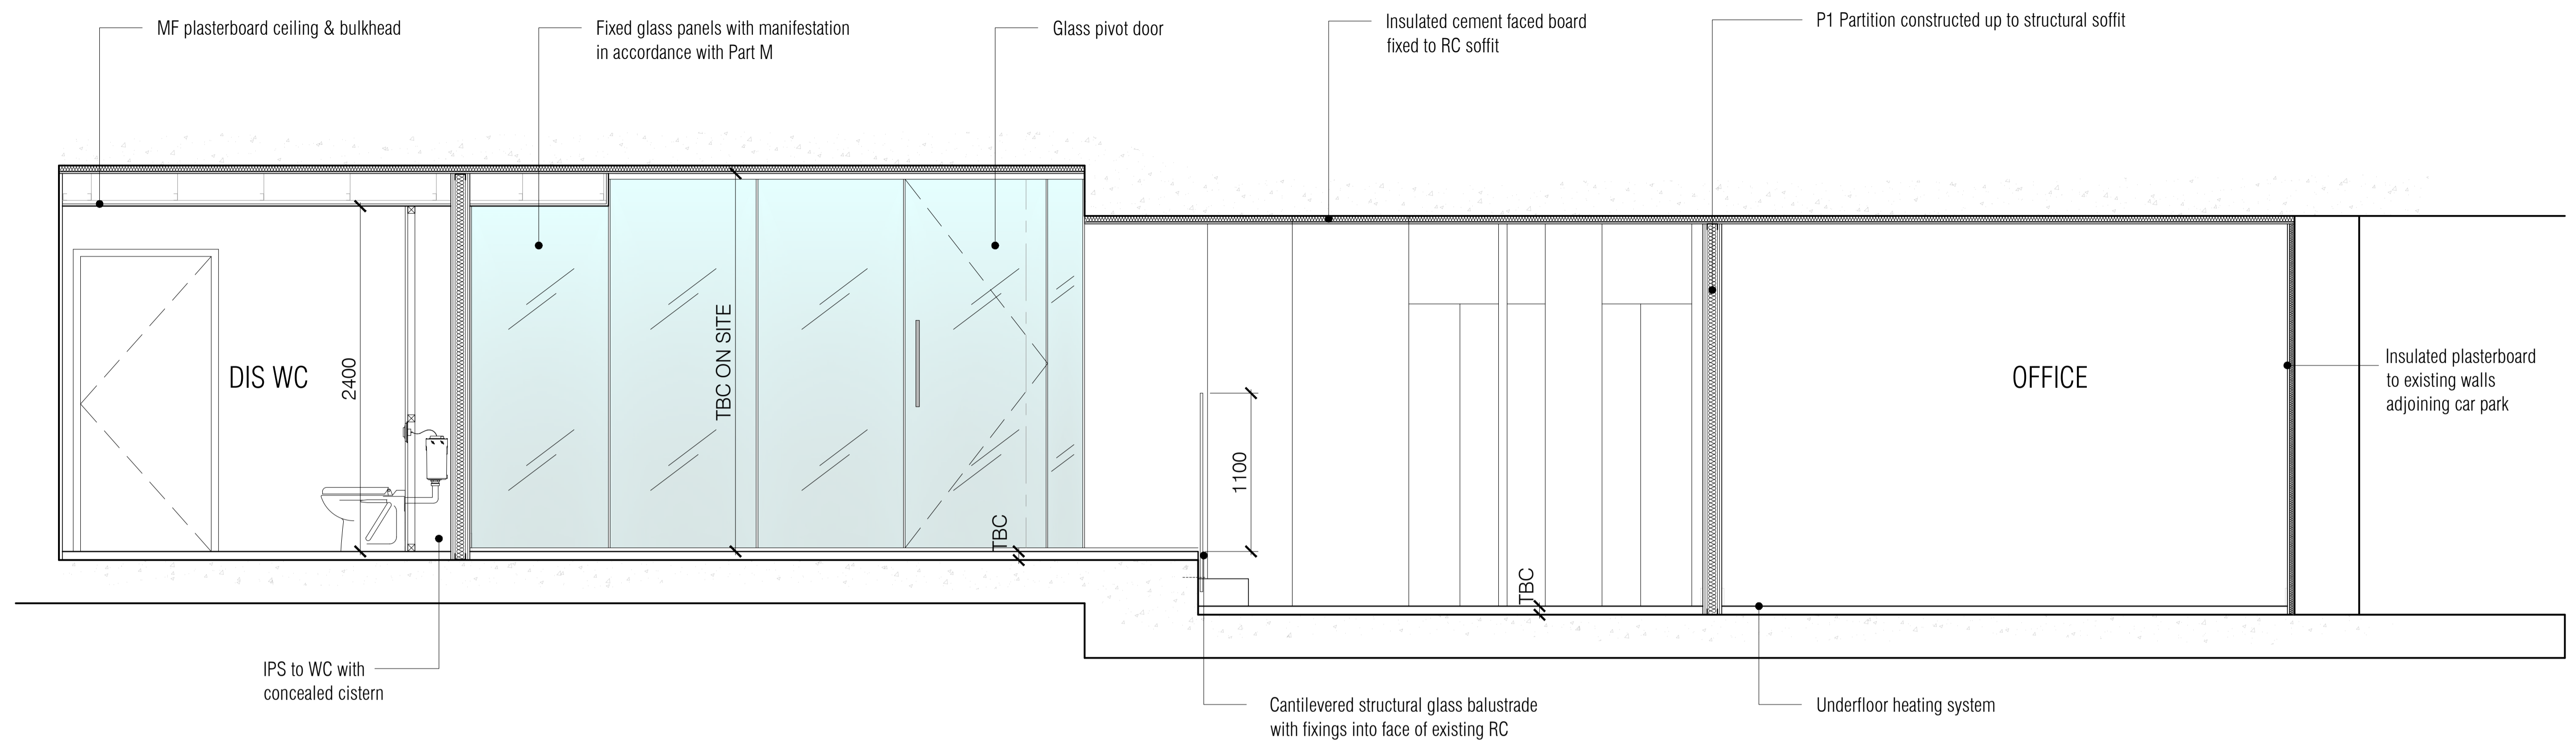 MF plasterboard ceiling & bulkhead
Fixed glass panels with manifestation
in accordance with Part M
Glass pivot door
Insulated cement faced board
fixed to RC soffit
P1 Partition constructed up to structural soffit
DIS WC
2400
TBC ON SITE
TBC
1100
TBC
OFFICE
Insulated plasterboard
to existing walls
adjoining car park
IPS to WC with
concealed cistern
Cantilevered structural glass balustrade
with fixings into face of existing RC
Underfloor heating system